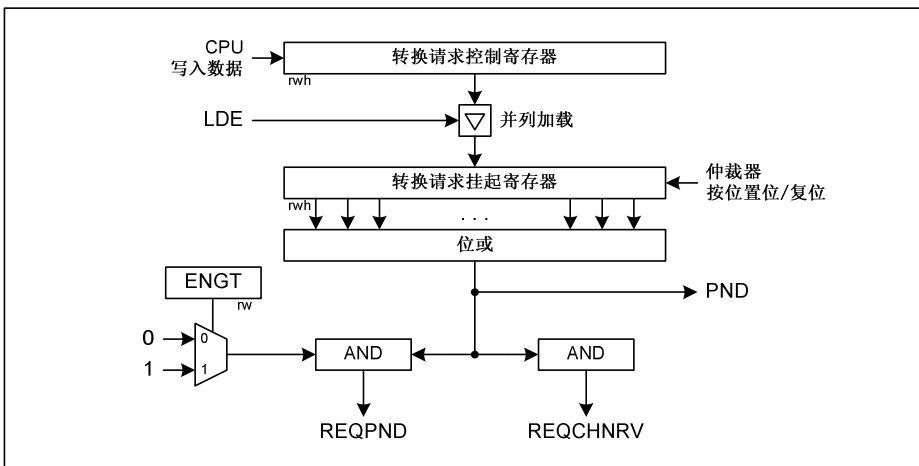 CPU
写入数据
转换请求控制寄存器
rwh
LDE
并列加载
转换请求挂起寄存器
rwh
仲裁器
按位置位/复位
. . .
位或
ENGT
rw
PND
0
0
1
1
AND
AND
REQPND
REQCHNRV